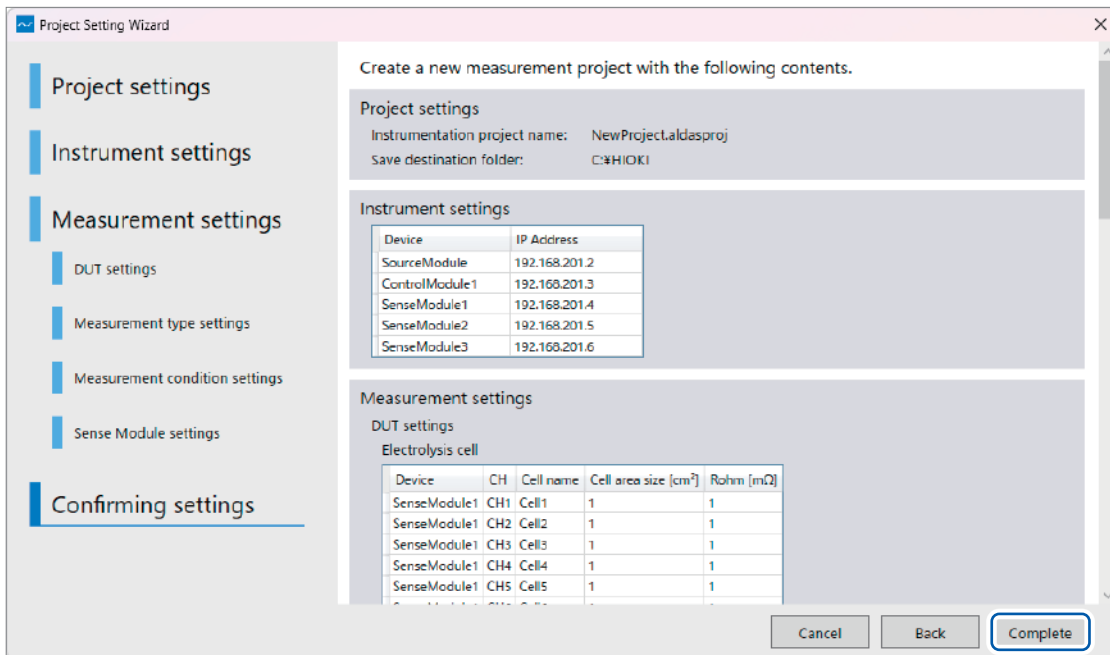 Project Setting Wizard
Project settings
Instrument settings
Measurement settings
DUT settings
Measurement type settings
Measurement condition settings
Sense Module settings
Confirming settings
Create a new measurement project with the following contents.
Project settings
Instrumentation project name: NewProject.aldasproj
Save destination folder: C:¥HIOKI
Instrument settings
Device IP Address
SourceModule 192.168.201.2
ControlModule1 192.168.201.3
SenseModule1 192.168.201.4
SenseModule2 192.168.201.5
SenseModule3 192.168.201.6
Measurement settings
DUT settings
Electrolysis cell
Device CH Cell name Cell area size [cm²] Rohm [mΩ]
SenseModule1 CH1 Cell1 1 1
SenseModule1 CH2 Cell2 1 1
SenseModule1 CH3 Cell3 1 1
SenseModule1 CH4 Cell4 1 1
SenseModule1 CH5 Cell5 1 1
Cancel Back Complete